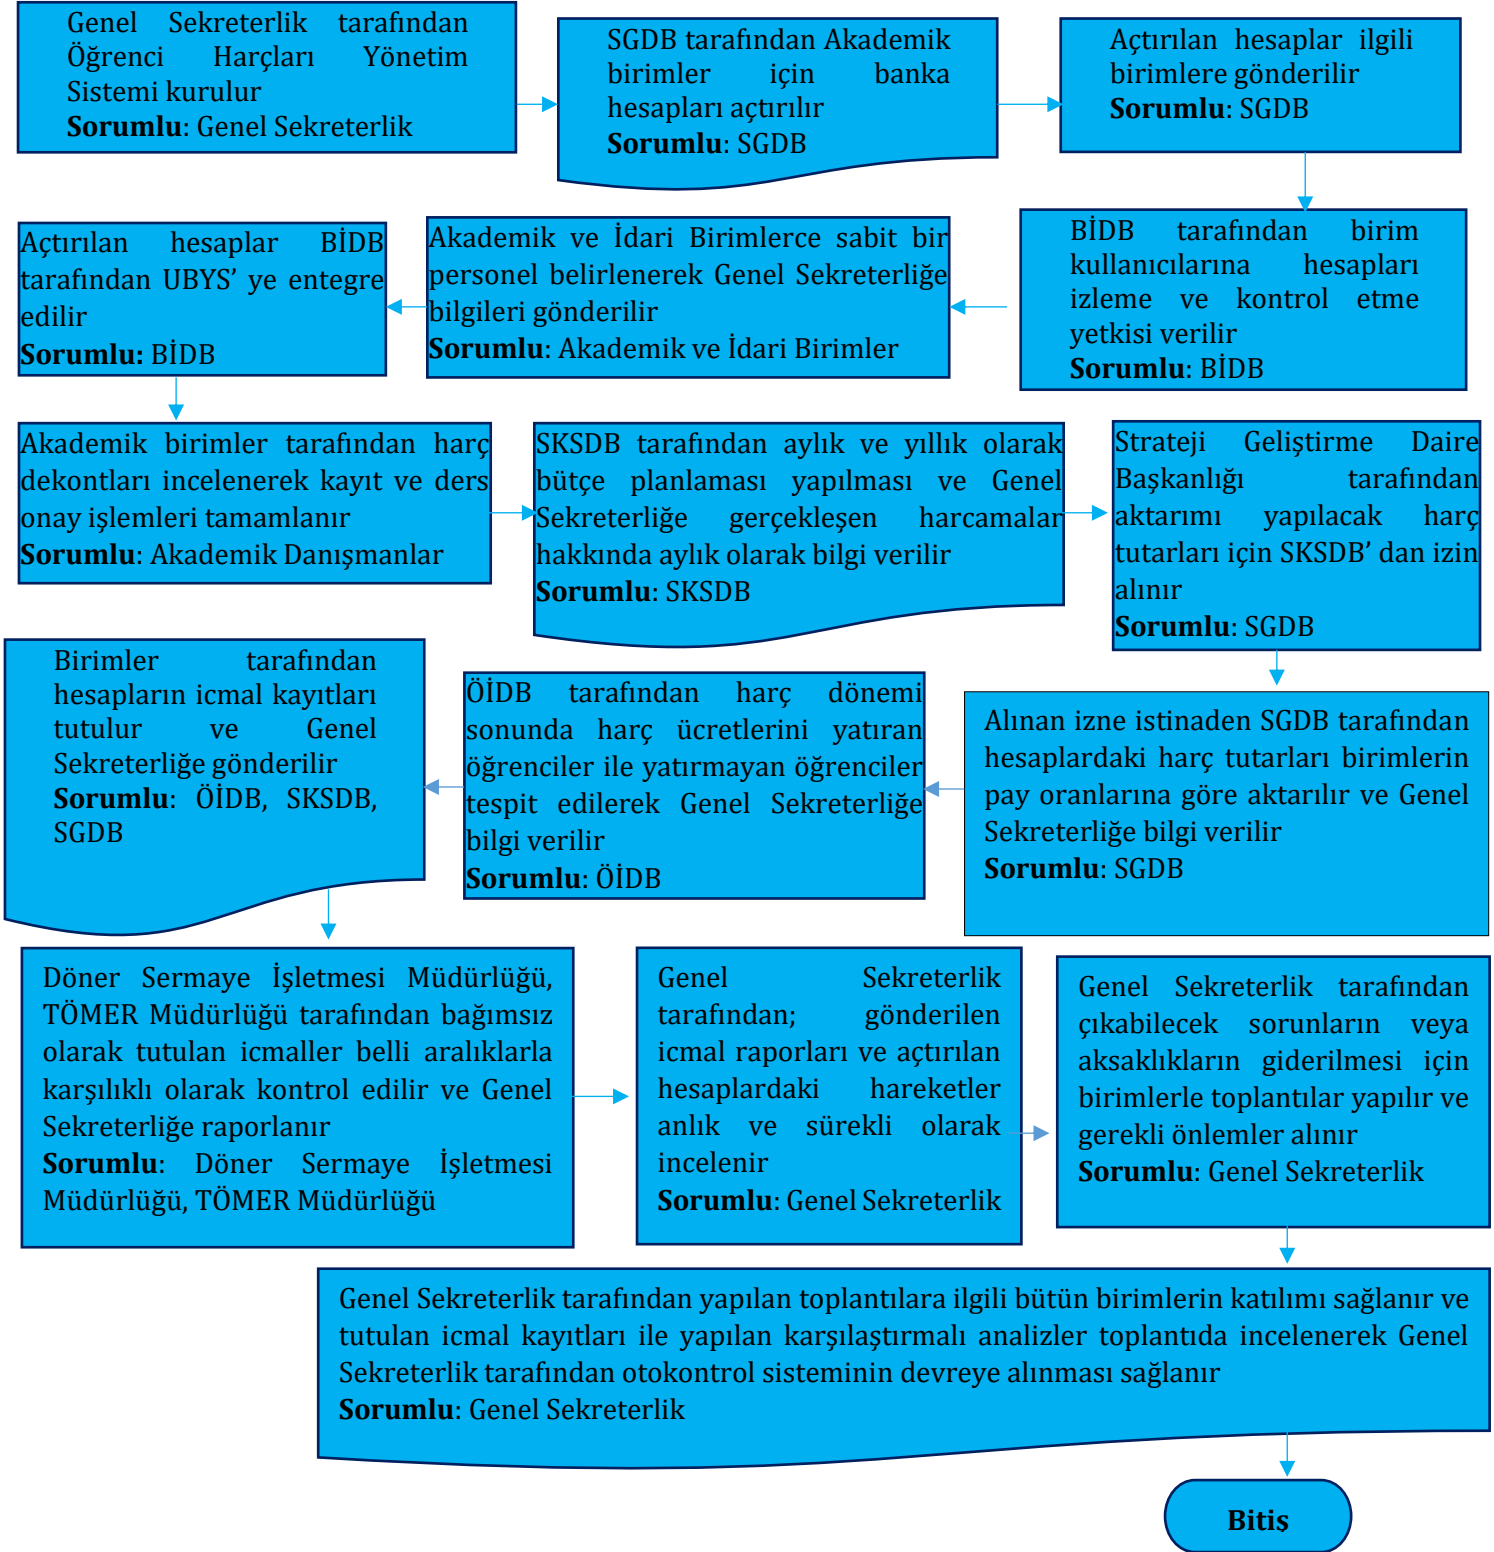 Genel Sekreterlik tarafından
Öğrenci Harçları Yönetim
Sistemi kurulur
Sorumlu: Genel Sekreterlik
SGDB tarafından Akademik
birimler için banka
hesapları açtırılır
Sorumlu: SGDB
Açtırılan hesaplar ilgili
birimlere gönderilir
Sorumlu: SGDB
BİDB tarafından birim
kullanıcılarına hesapları
izleme ve kontrol etme
yetkisi verilir
Sorumlu: BİDB
Akademik ve İdari Birimlerce sabit bir
personel belirlenerek Genel Sekreterliğe
bilgileri gönderilir
Sorumlu: Akademik ve İdari Birimler
Açtırılan hesaplar BİDB
tarafından UBYS’ ye entegre
edilir
Sorumlu: BİDB
Akademik birimler tarafından harç
dekontları incelenerek kayıt ve ders
onay işlemleri tamamlanır
Sorumlu: Akademik Danışmanlar
SKSDB tarafından aylık ve yıllık olarak
bütçe planlaması yapılması ve Genel
Sekreterliğe gerçekleşen harcamalar
hakkında aylık olarak bilgi verilir
Sorumlu: SKSDB
Strateji Geliştirme Daire
Başkanlığı tarafından
aktarımı yapılacak harç
tutarları için SKSDB’ dan izin
alınır
Sorumlu: SGDB
Alınan izne istinaden SGDB tarafından
hesaplardaki harç tutarları birimlerin
pay oranlarına göre aktarılır ve Genel
Sekreterliğe bilgi verilir
Sorumlu: SGDB
ÖİDB tarafından harç dönemi
sonunda harç ücretlerini yatıran
öğrenciler ile yatırmayan öğrenciler
tespit edilerek Genel Sekreterliğe
bilgi verilir
Sorumlu: ÖİDB
Birimler tarafından
hesapların icmal kayıtları
tutulur ve Genel
Sekreterliğe gönderilir
Sorumlu: ÖİDB, SKSDB,
SGDB
Döner Sermaye İşletmesi Müdürlüğü,
TÖMER Müdürlüğü tarafından bağımsız
olarak tutulan icmaller belli aralıklarla
karşılıklı olarak kontrol edilir ve Genel
Sekreterliğe raporlanır
Sorumlu: Döner Sermaye İşletmesi
Müdürlüğü, TÖMER Müdürlüğü
Genel Sekreterlik
tarafından; gönderilen
icmal raporları ve açtırılan
hesaplardaki hareketler
anlık ve sürekli olarak
incelenir
Sorumlu: Genel Sekreterlik
Genel Sekreterlik tarafından
çıkabilecek sorunların veya
aksaklıkların giderilmesi için
birimlerle toplantılar yapılır ve
gerekli önlemler alınır
Sorumlu: Genel Sekreterlik
Genel Sekreterlik tarafından yapılan toplantılara ilgili bütün birimlerin katılımı sağlanır ve
tutulan icmal kayıtları ile yapılan karşılaştırmalı analizler toplantıda incelenerek Genel
Sekreterlik tarafından otokontrol sisteminin devreye alınması sağlanır
Sorumlu: Genel Sekreterlik
Bitiş